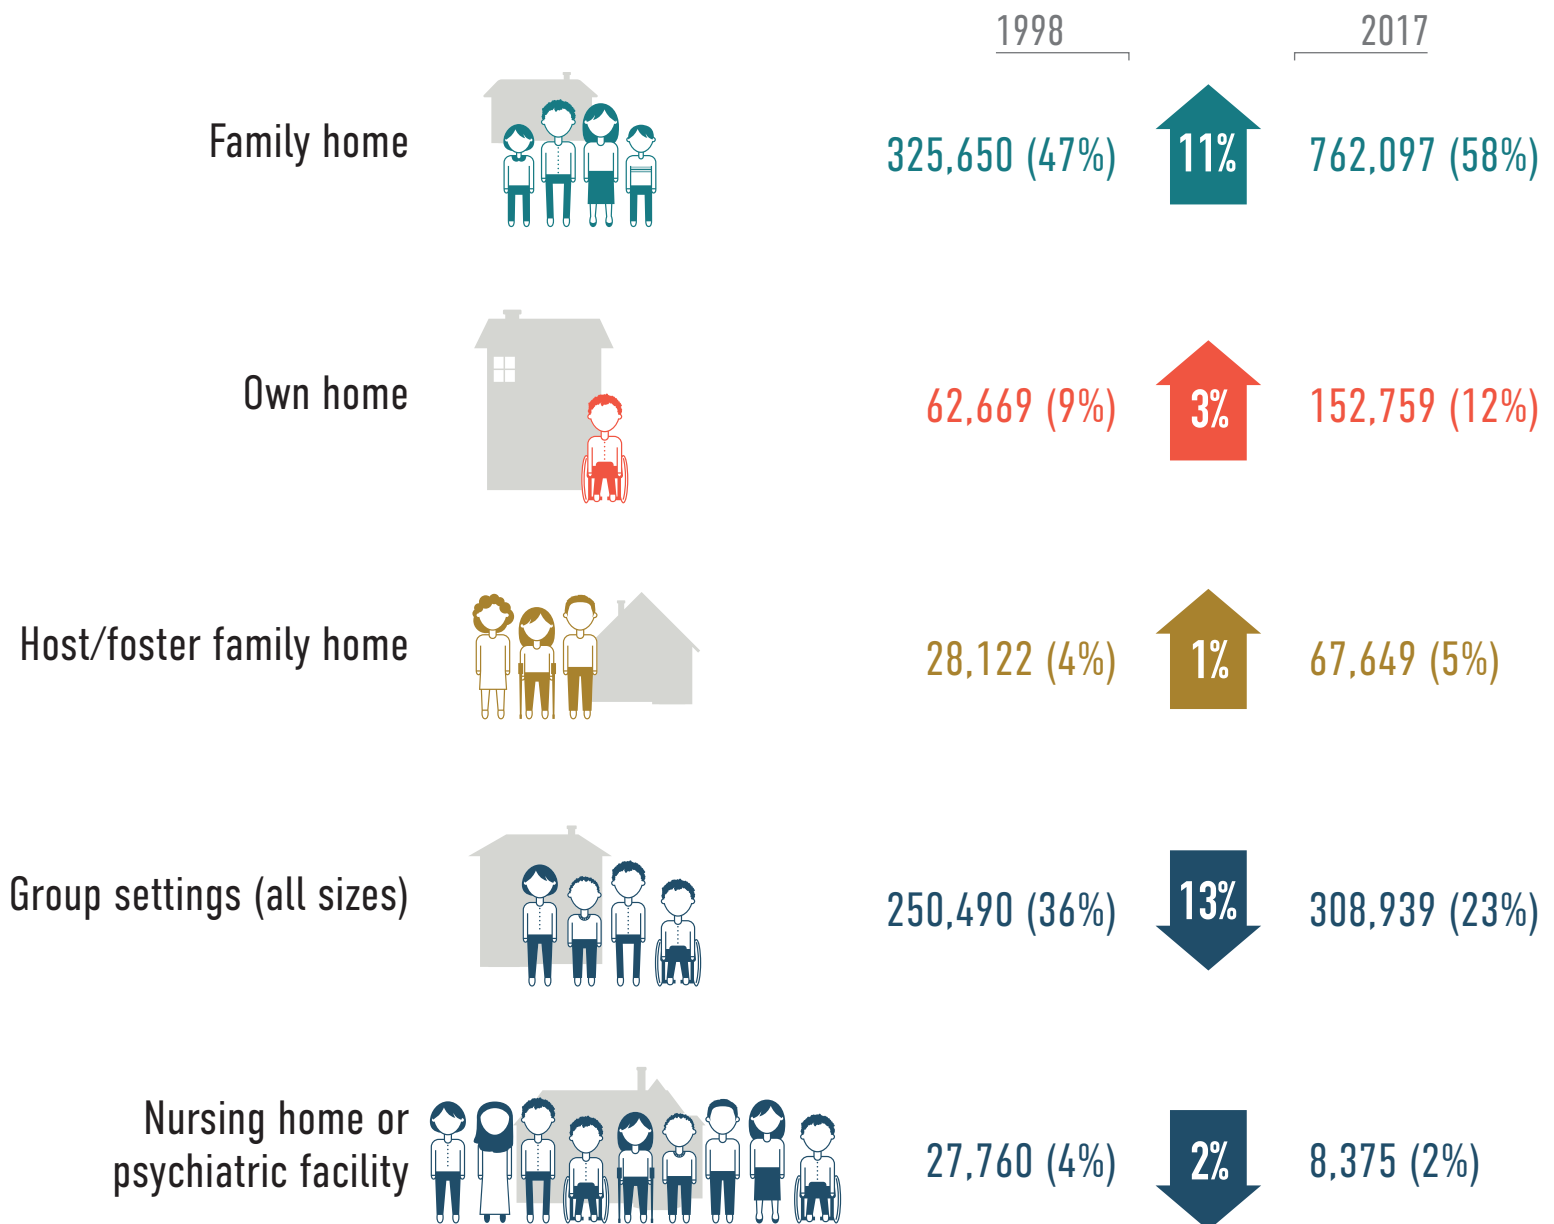 1998 2017
Family home 325,650 (47%) 11% 762,097 (58%)
Own home 62,669 (9%) 3% 152,759 (12%)
Host/foster family home 28,122 (4%) 1% 67,649 (5%)
Group settings (all sizes) 250,490 (36%) 13% 308,939 (23%)
Nursing home or
psychiatric facility 27,760 (4%) 2% 8,375 (2%)